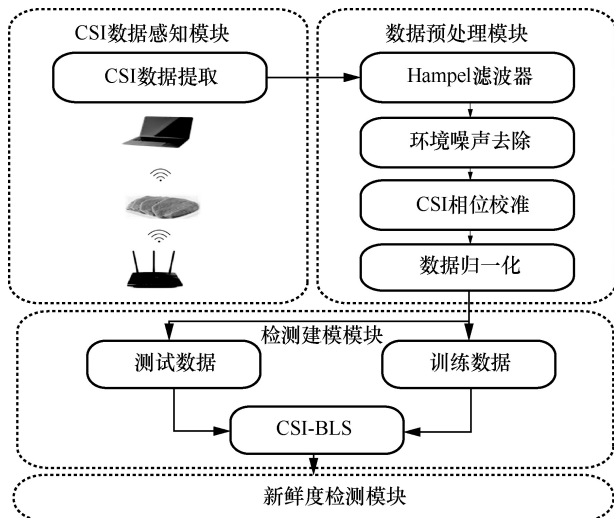 CSI数据感知模块
CSI数据提取
数据预处理模块
Hampel滤波器
环境噪声去除
CSI相位校准
数据归一化
检测建模模块
测试数据
训练数据
CSI-BLS
新鲜度检测模块